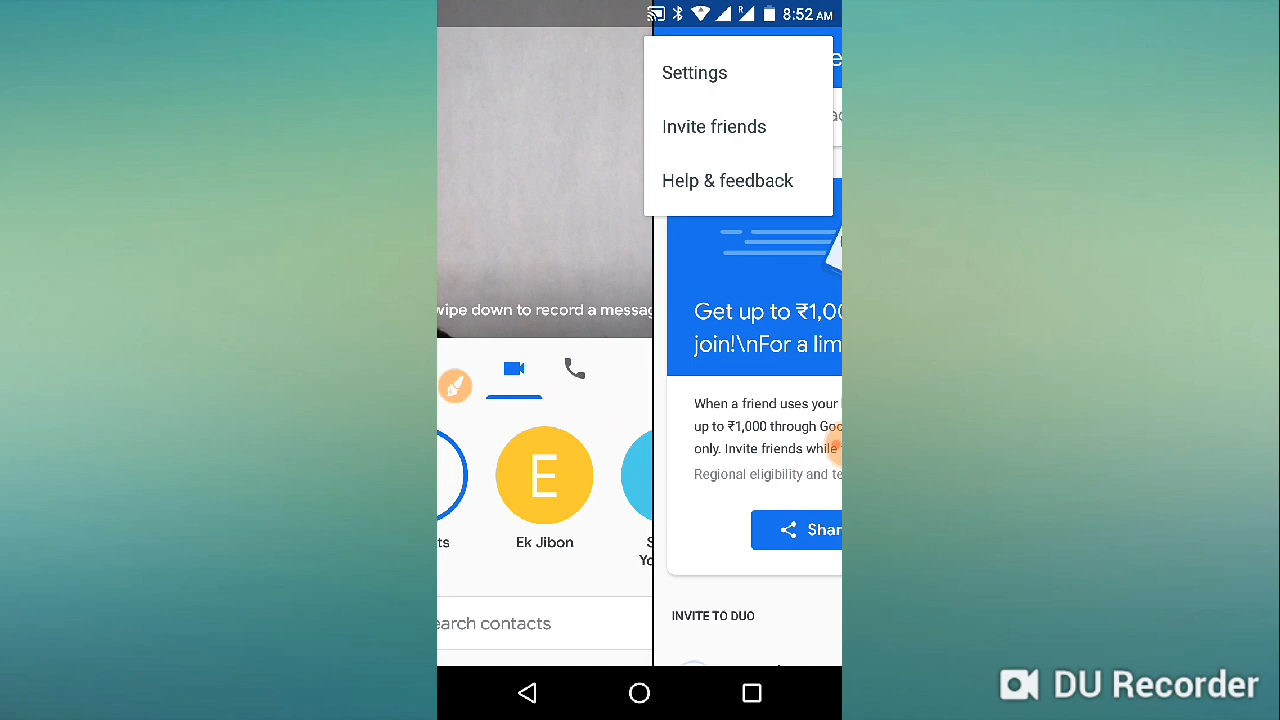 R 8:52 AM
Settings
Invite friends
Help & feedback
wipe down to record a messag
Get up to ₹1,00
join!\nFor a lim
When a friend uses your
up to ₹1,000 through Goo
only. Invite friends while
Regional eligibility and te
Shar
ts
E
Ek Jibon
S
Yo
earch contacts
INVITE TO DUO
DU Recorder